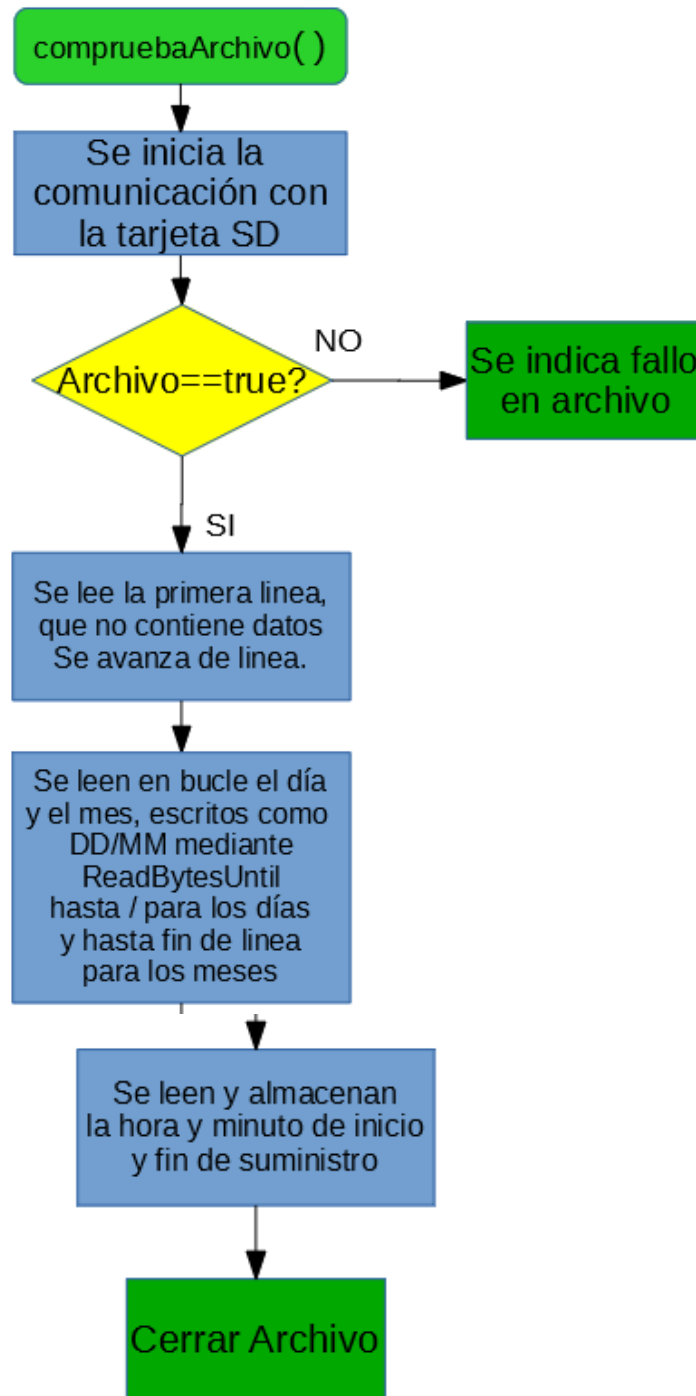 compruebaArchivo()
Se inicia la
comunicación con
la tarjeta SD
Archivo==true?
NO
Se indica fallo
en archivo
SI
Se lee la primera linea,
que no contiene datos
Se avanza de linea.
Se leen en bucle el día
y el mes, escritos como
DD/MM mediante
ReadBytesUntil
hasta / para los días
y hasta fin de linea
para los meses
Se leen y almacenan
la hora y minuto de inicio
y fin de suministro
Cerrar Archivo